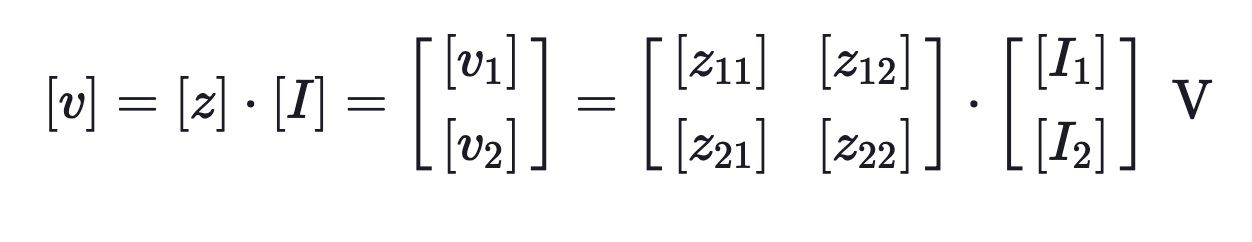 [v] = [z] · [I] = [[v₁] [v₂]] = [[z₁₁] [z₁₂] [z₂₁] [z₂₂]] · [[I₁] [I₂]] V